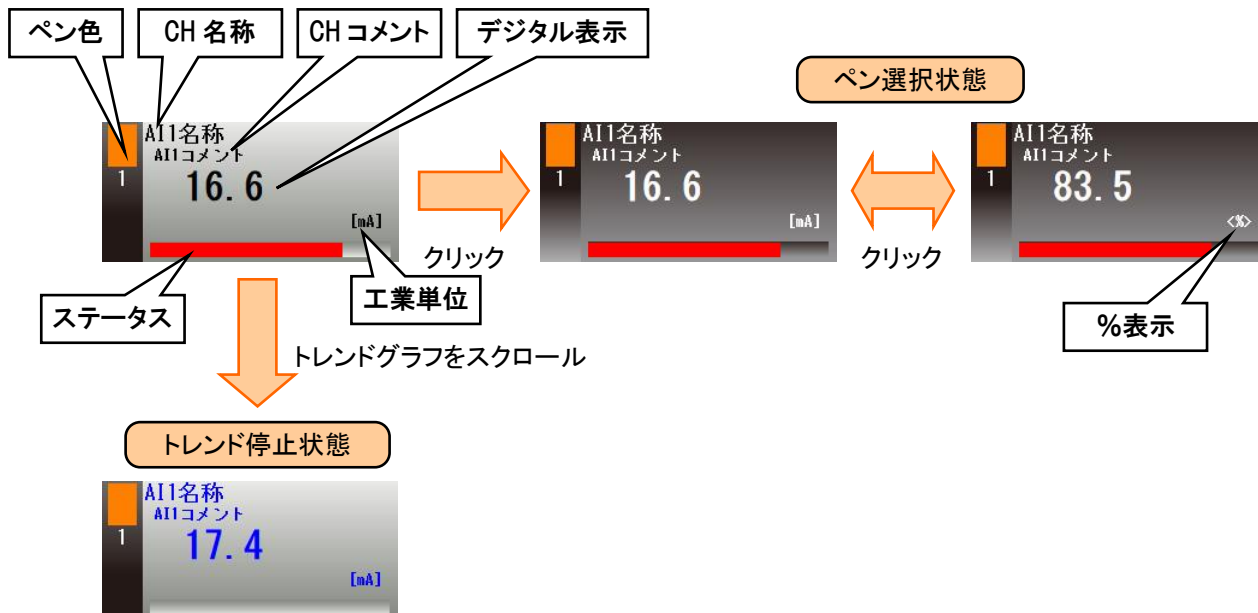 ペン色
CH 名称
CH コメント
デジタル表示
ペン選択状態
AI1名称
AI1コメント
1
16.6
[mA]
AI1名称
AI1コメント
1
16.6
[mA]
AI1名称
AI1コメント
1
83.5
<%>
クリック
クリック
ステータス
工業単位
%表示
トレンドグラフをスクロール
トレンド停止状態
AI1名称
AI1コメント
1
17.4
[mA]